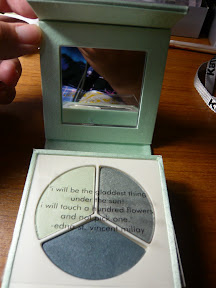 "i will be the gladdest thing
under the sun!
i will touch a hundred flowers
and not pick one."
-edna st. vincent millay